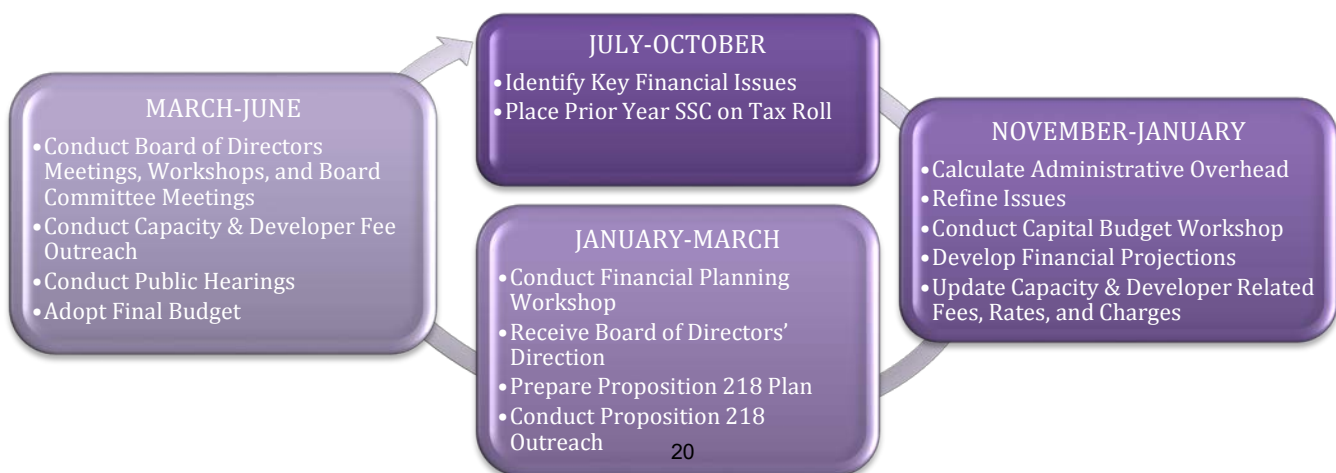 JULY-OCTOBER
•Identify Key Financial Issues
•Place Prior Year SSC on Tax Roll
NOVEMBER-JANUARY
•Calculate Administrative Overhead
•Refine Issues
•Conduct Capital Budget Workshop
•Develop Financial Projections
•Update Capacity & Developer Related
Fees, Rates, and Charges
JANUARY-MARCH
•Conduct Financial Planning
Workshop
•Receive Board of Directors’
Direction
•Prepare Proposition 218 Plan
•Conduct Proposition 218
Outreach
MARCH-JUNE
•Conduct Board of Directors
Meetings, Workshops, and Board
Committee Meetings
•Conduct Capacity & Developer Fee
Outreach
•Conduct Public Hearings
•Adopt Final Budget
20